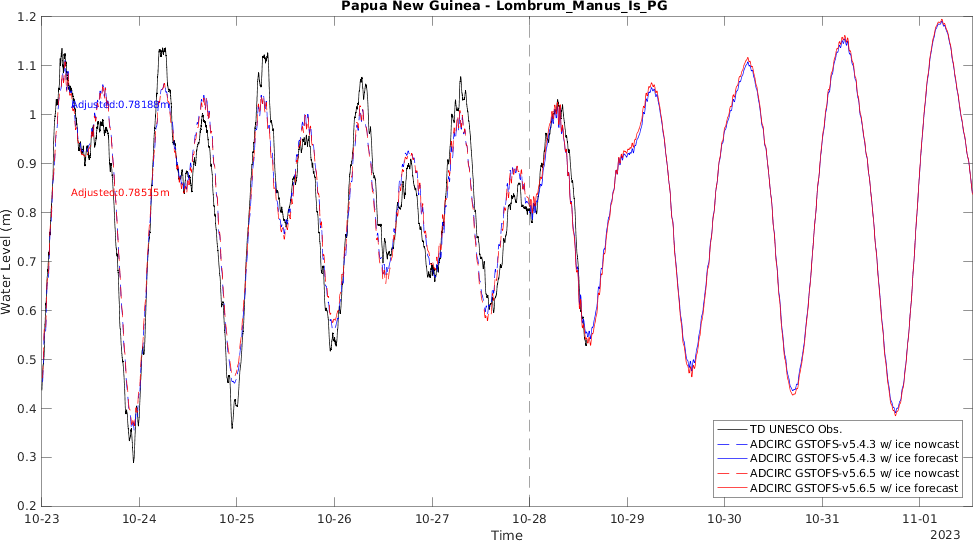 Papua New Guinea - Lombrum_Manus_Is_PG
1.2
1.1
1
0.9
0.8
0.7
0.6
0.5
0.4
0.3
0.2
Water Level (m)
Adjusted:0.78188m
Adjusted:0.78515m
TD UNESCO Obs.
ADCIRC GSTOFS-v5.4.3 w/ ice nowcast
ADCIRC GSTOFS-v5.4.3 w/ ice forecast
ADCIRC GSTOFS-v5.6.5 w/ ice nowcast
ADCIRC GSTOFS-v5.6.5 w/ ice forecast
10-23 10-24 10-25 10-26 10-27 10-28 10-29 10-30 10-31 11-01
Time
2023